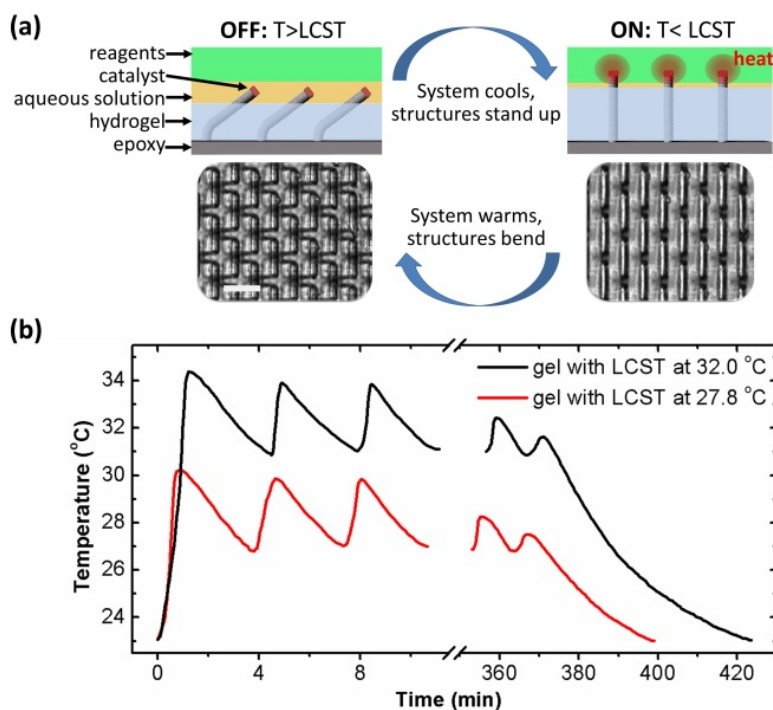 (a)
OFF: T>LCST
ON: T< LCST
reagents
catalyst
aqueous solution
hydrogel
epoxy
System cools,
structures stand up
heat
System warms,
structures bend
(b)
gel with LCST at 32.0 °C
gel with LCST at 27.8 °C
Temperature (°C)
34
32
30
28
26
24
0 4 8 360 380 400 420
Time (min)